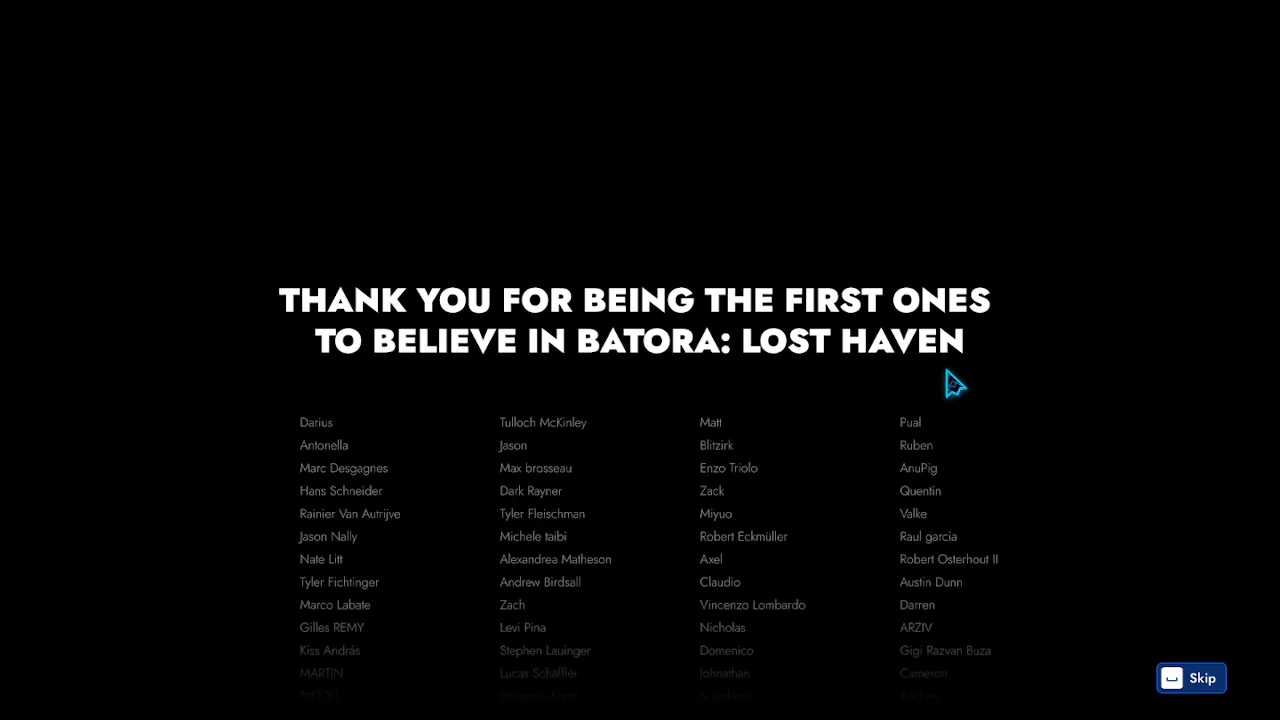 THANK YOU FOR BEING THE FIRST ONES
TO BELIEVE IN BATORA: LOST HAVEN
Darius Tulloch McKinley Matt Pual
Antonella Jason Blitzirk Ruben
Marc Desgagnes Max brosseau Enzo Triolo AnuPig
Hans Schneider Dark Rayner Zack Quentin
Rainier Van Autrijve Tyler Fleischman Miyuo Valke
Jason Nally Michele taibi Robert Eckmüller Raul garcia
Nate Litt Alexandrea Matheson Axel Robert Osterhout II
Tyler Fichtinger Andrew Birdsall Claudio Austin Dunn
Marco Labate Zach Vincenzo Lombardo Darren
Gilles REMY Levi Pina Nicholas ARZIV
Kiss András Stephen Lauinger Domenico Gigi Razvan Buza
MARTIN Lucas Schäffler Johnathan Cameron
Skip